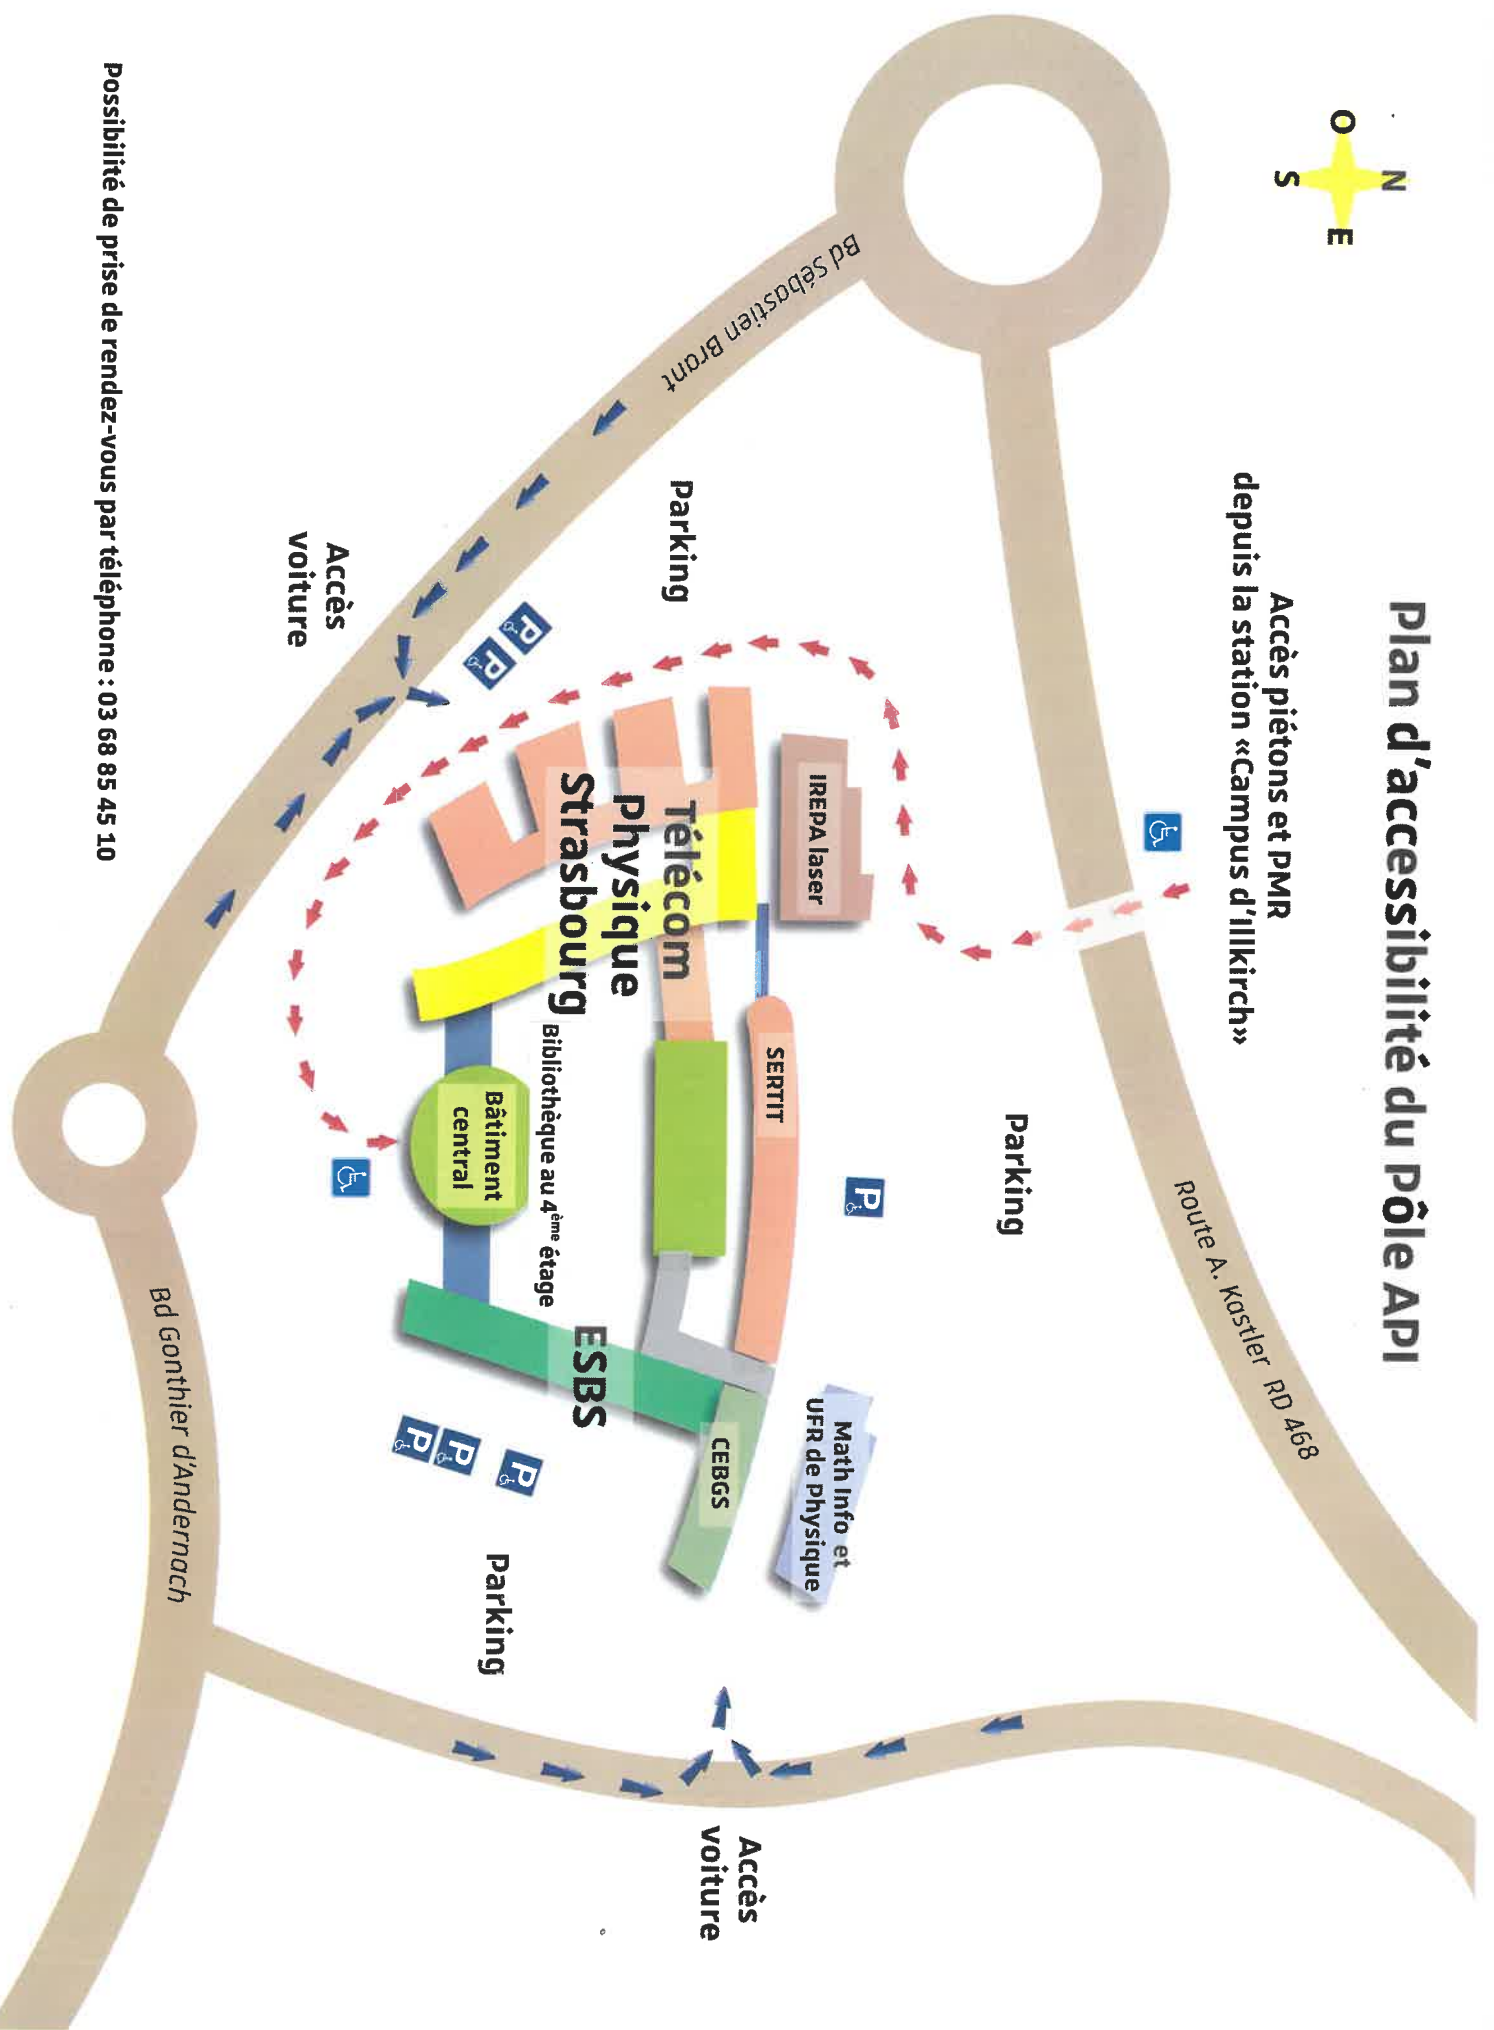 Plan d'accessibilité du Pôle API
N
O
E
S
Accès piétons et PMR
depuis la station «Campus d'Illkirch»
Route A. Kastler RD 468
Bd Sébastien Brant
Parking
Parking
P
IREPA laser
SERTIT
Math Info et
UFR de Physique
CEBGS
Télécom
Physique
Strasbourg
Bibliothèque au 4ème étage
ESBS
Bâtiment
central
P
P
P
P
P
Parking
Accès
voiture
Accès
voiture
Bd Gonthier d'Andernach
Possibilité de prise de rendez-vous par téléphone : 03 68 85 45 10